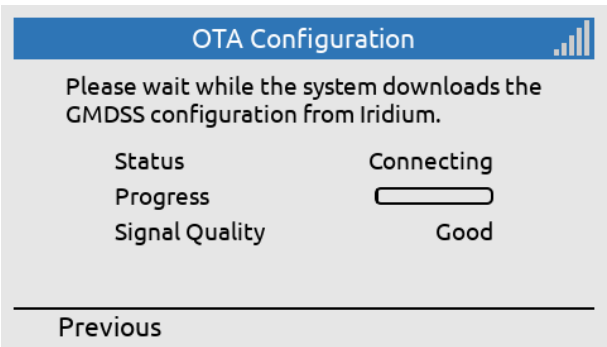 OTA Configuration
Please wait while the system downloads the
GMDSS configuration from Iridium.
Status Connecting
Progress
Signal Quality Good
Previous